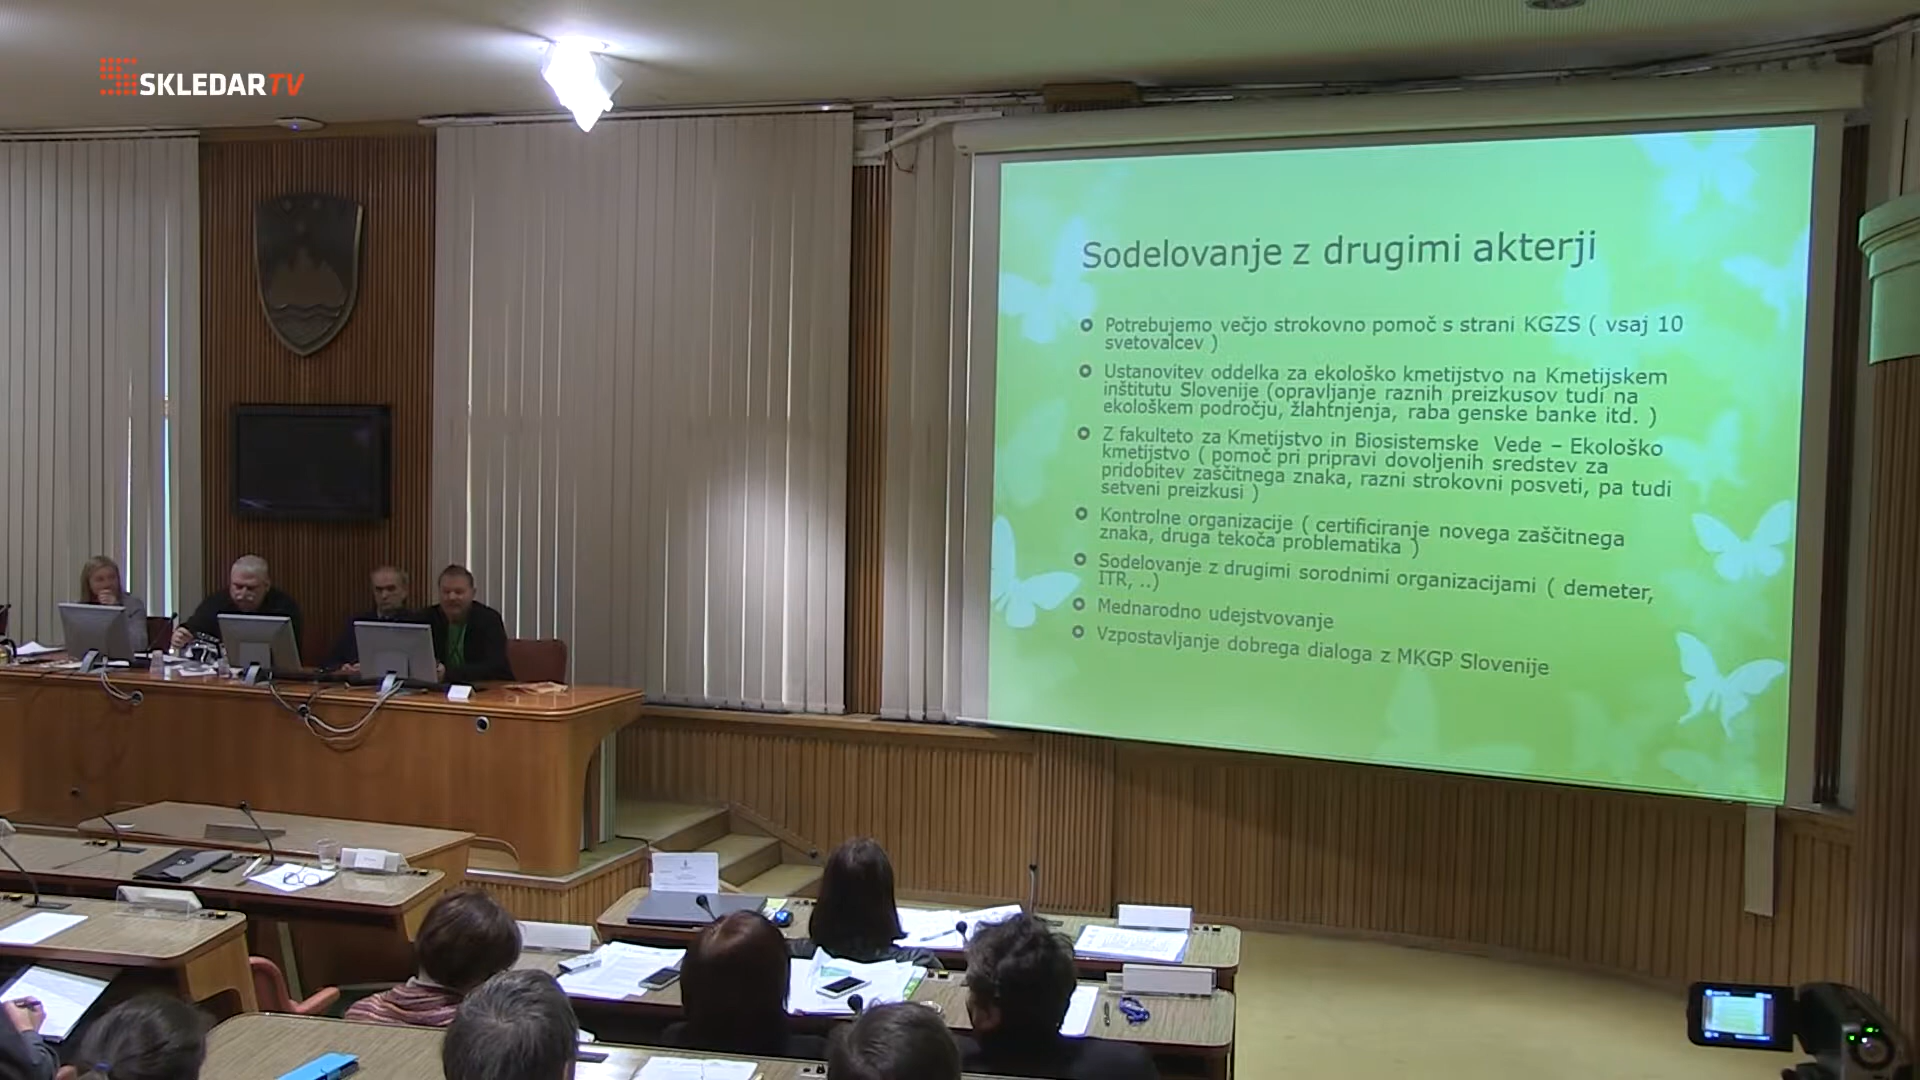 SKLEDARTV
Sodelovanje z drugimi akterji
Potrebujemo večjo strokovno pomoč s strani KGZS ( vsaj 10
svetovalcev )
Ustanovitev oddelka za ekološko kmetijstvo na Kmetijskem
inštitutu Slovenije (opravljanje raznih preizkusov tudi na
ekološkem področju, žlahtnjenja, raba genske banke itd. )
Z fakulteto za Kmetijstvo in Biosistemske Vede – Ekološko
kmetijstvo ( pomoč pri pripravi dovoljenih sredstev za
pridobitev zaščitnega znaka, razni strokovni posveti, pa tudi
setveni preizkusi )
Kontrolne organizacije ( certificiranje novega zaščitnega
znaka, druga tekoča problematika )
Sodelovanje z drugimi sorodnimi organizacijami ( demeter,
ITR, ..)
Mednarodno udejstvovanje
Vzpostavljanje dobrega dialoga z MKGP Slovenije